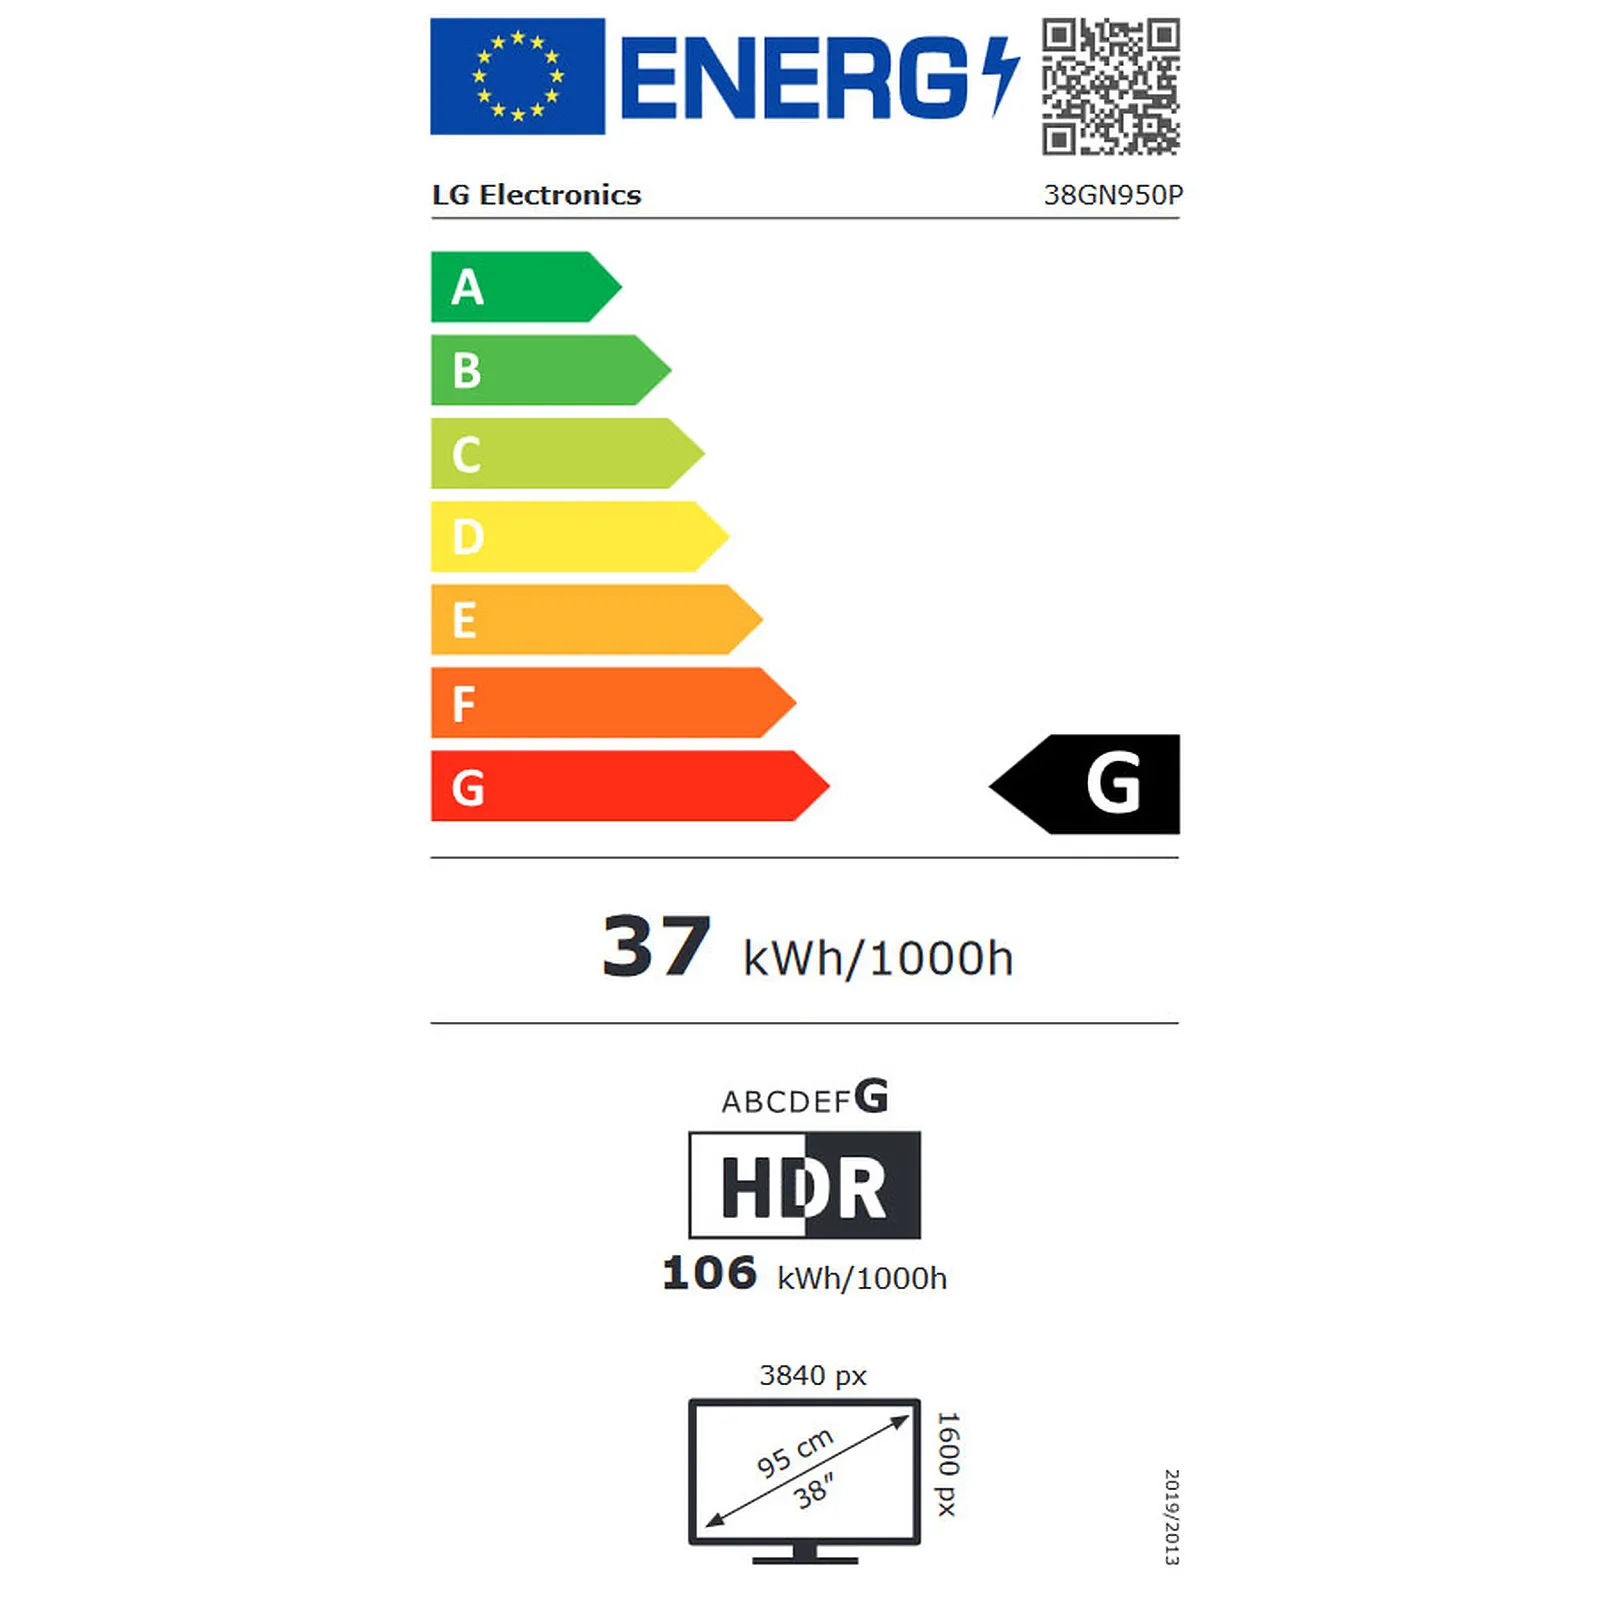 ENERG
LG Electronics 38GN950P
A
B
C
D
E
F
G
G
37 kWh/1000h
ABCDEFG
HDR
106 kWh/1000h
3840 px
95 cm
38"
1600 px
2019/2013